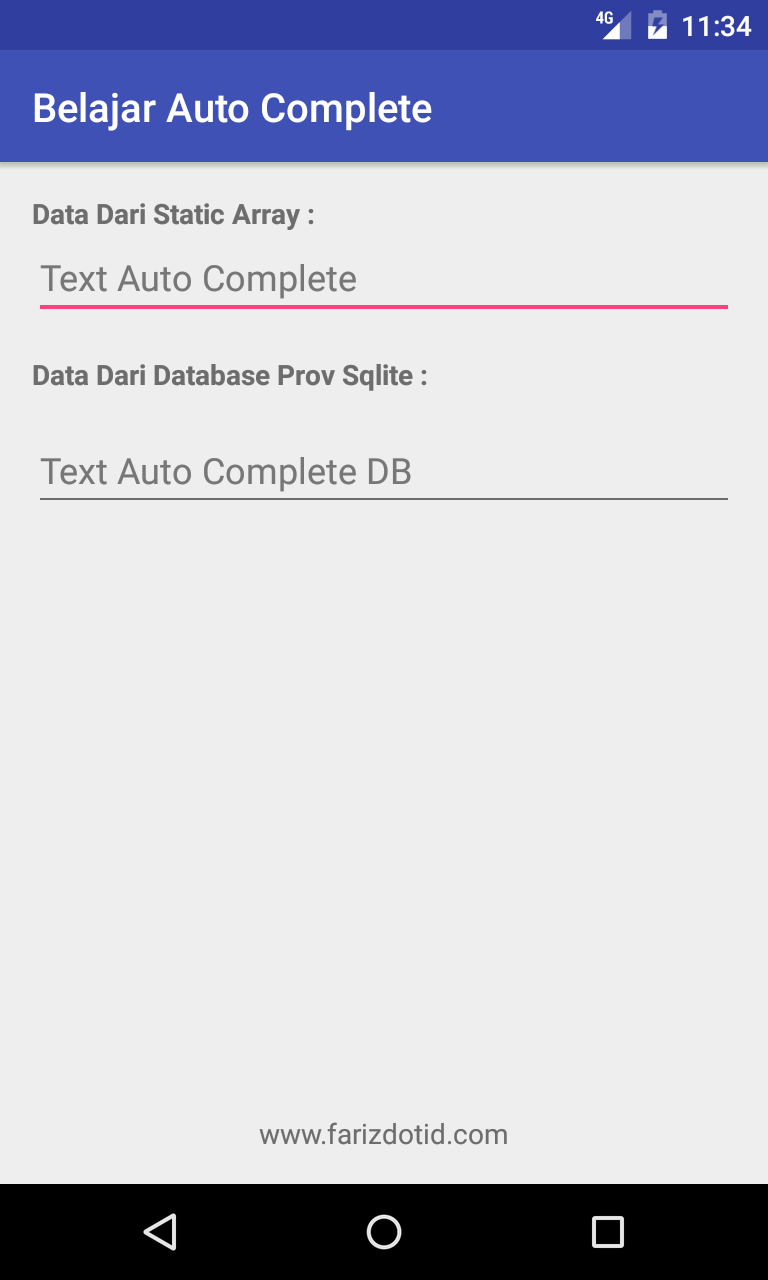 4G 11:34
Belajar Auto Complete
Data Dari Static Array :
Text Auto Complete
Data Dari Database Prov Sqlite :
Text Auto Complete DB
www.farizdotid.com